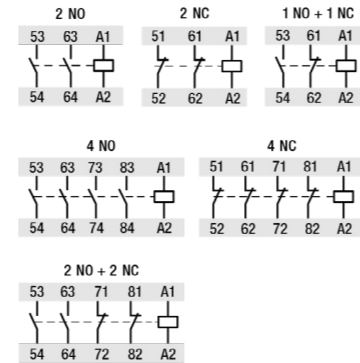 2 NO 2 NC 1 NO + 1 NC
53 63 A1 51 61 A1 53 61 A1
54 64 A2 52 62 A2 54 62 A2
4 NO 4 NC
53 63 73 83 A1 51 61 71 81 A1
54 64 74 84 A2 52 62 72 82 A2
2 NO + 2 NC
53 63 71 81 A1
54 64 72 82 A2